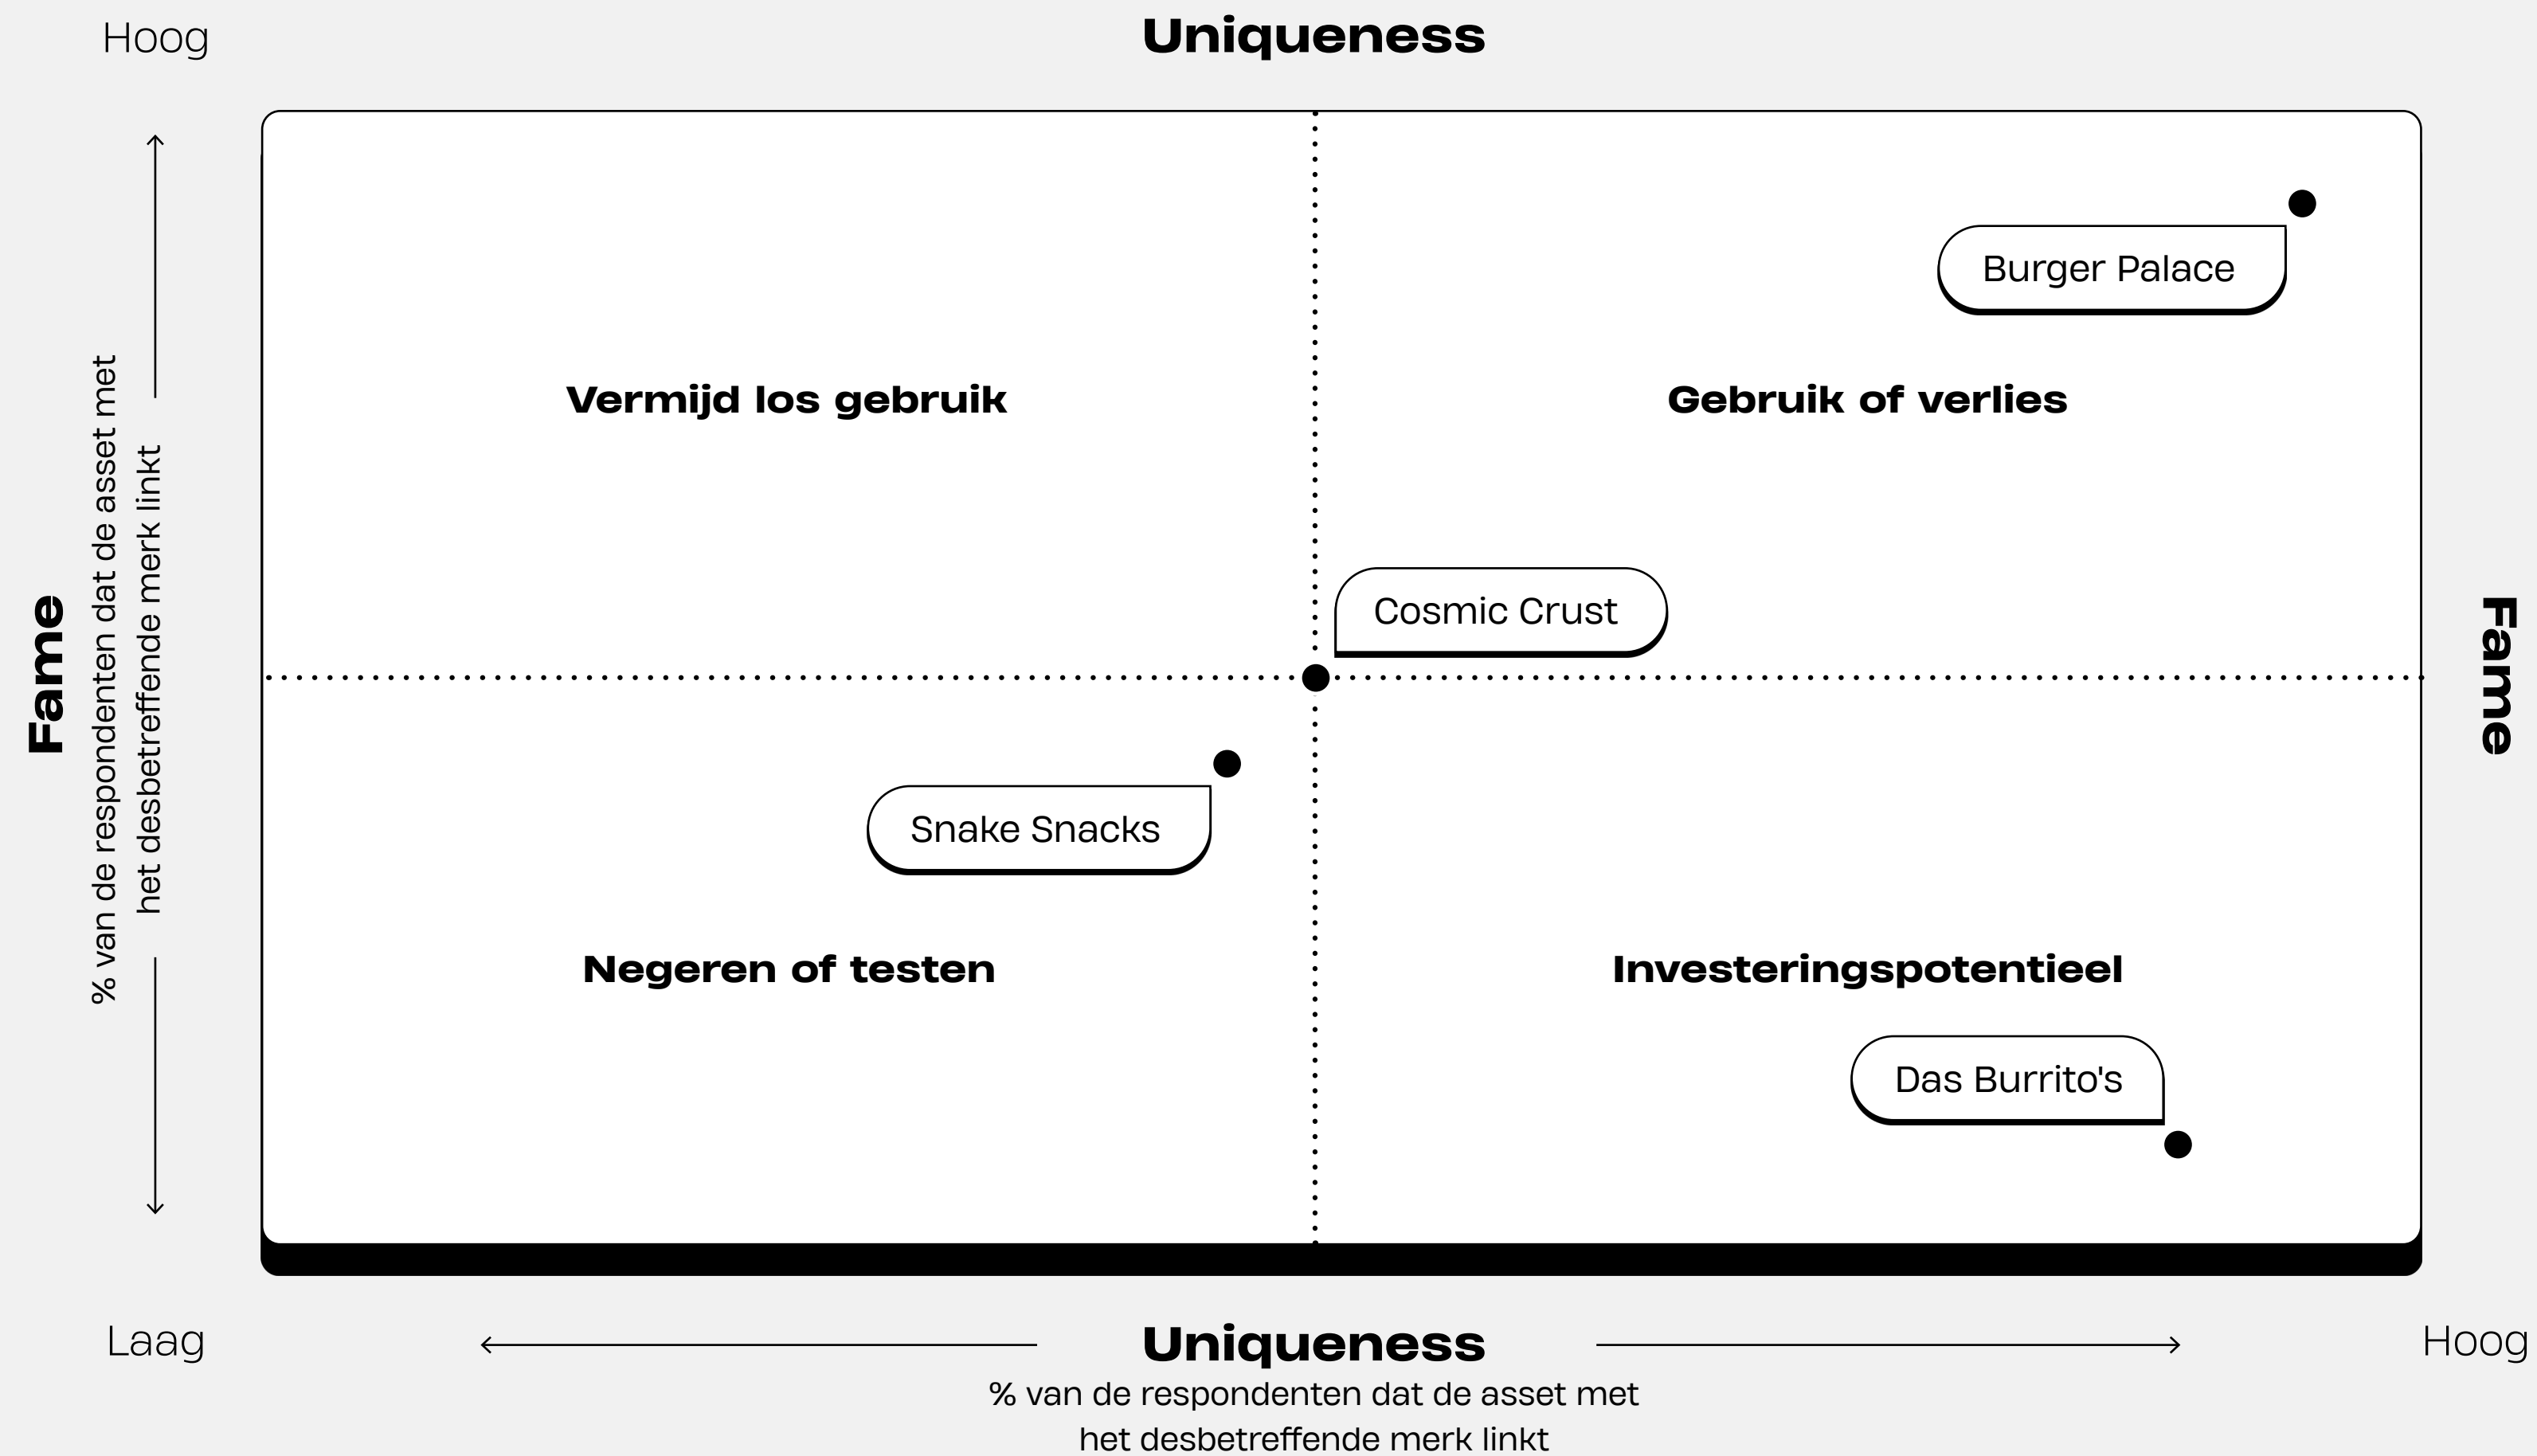 Hoog
Uniqueness
Fame
% van de respondenten dat de asset met
het desbetreffende merk linkt
Burger Palace
Vermijd los gebruik
Gebruik of verlies
Cosmic Crust
Fame
Snake Snacks
Negeren of testen
Investeringspotentieel
Das Burrito's
Laag
Uniqueness
Hoog
% van de respondenten dat de asset met
het desbetreffende merk linkt